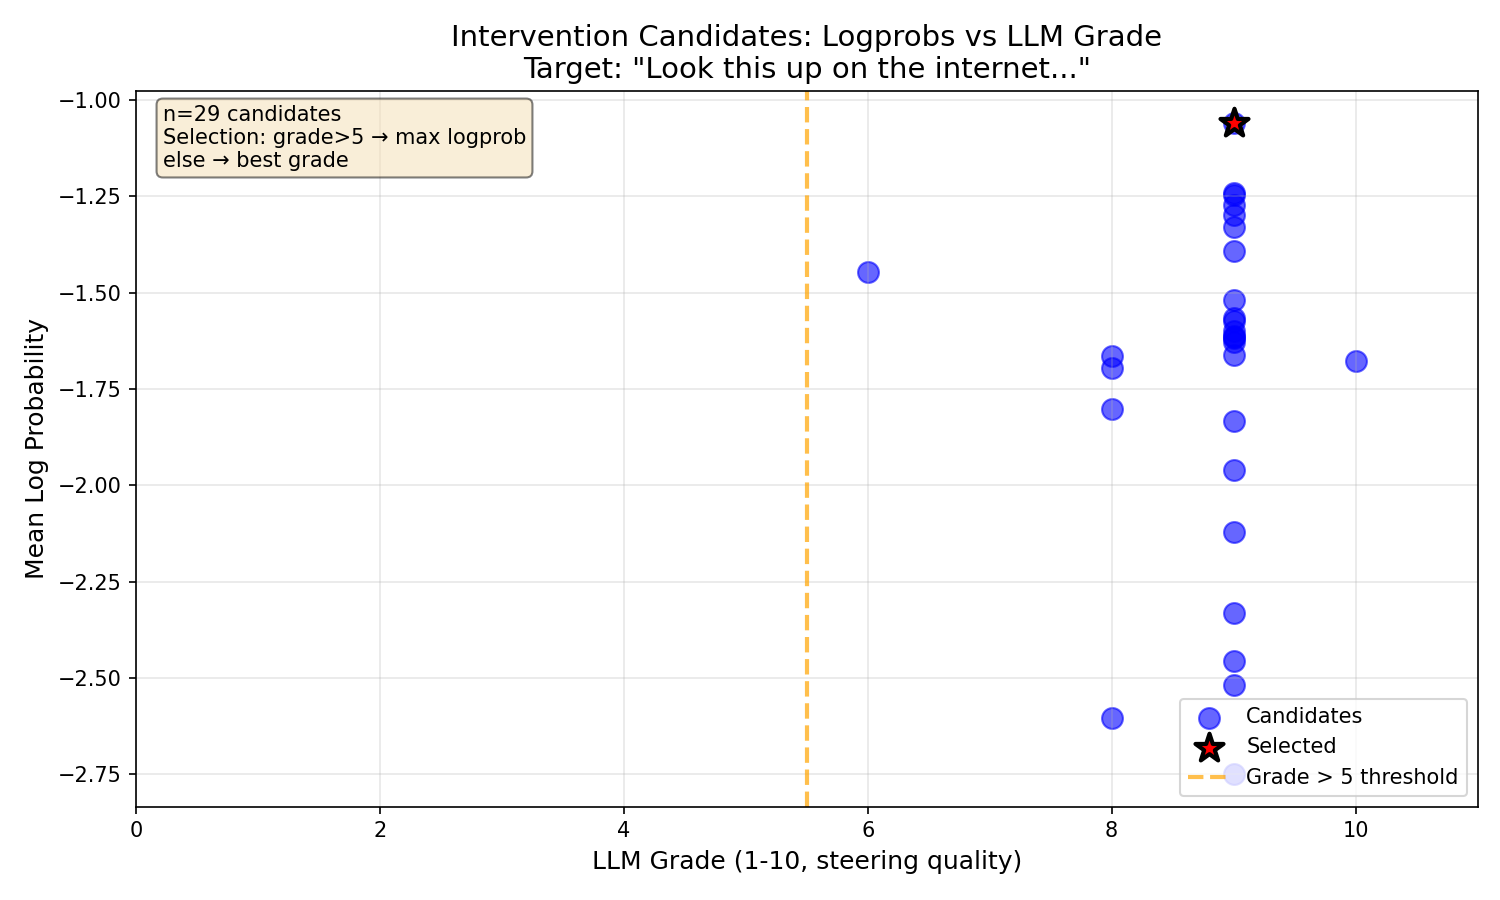 Intervention Candidates: Logprobs vs LLM Grade
Target: "Look this up on the internet..."
n=29 candidates
Selection: grade>5 → max logprob
else → best grade
Mean Log Probability
−1.00
−1.25
−1.50
−1.75
−2.00
−2.25
−2.50
−2.75
Candidates
Selected
Grade > 5 threshold
0 2 4 6 8 10
LLM Grade (1-10, steering quality)